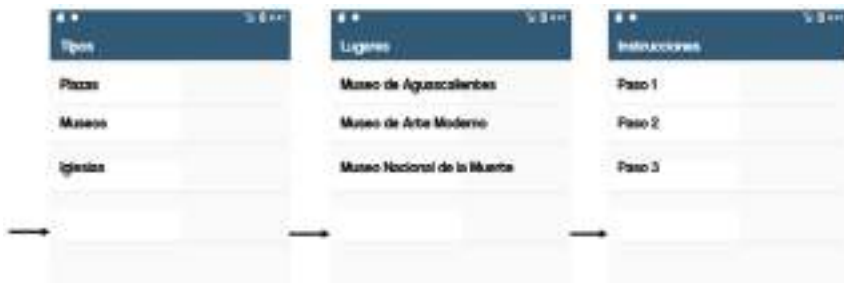 Tipos
Plazas
Museos
Iglesias
Lugares
Museo de Aguascalientes
Museo de Arte Moderno
Museo Nacional de la Muerte
Instrucciones
Paso 1
Paso 2
Paso 3